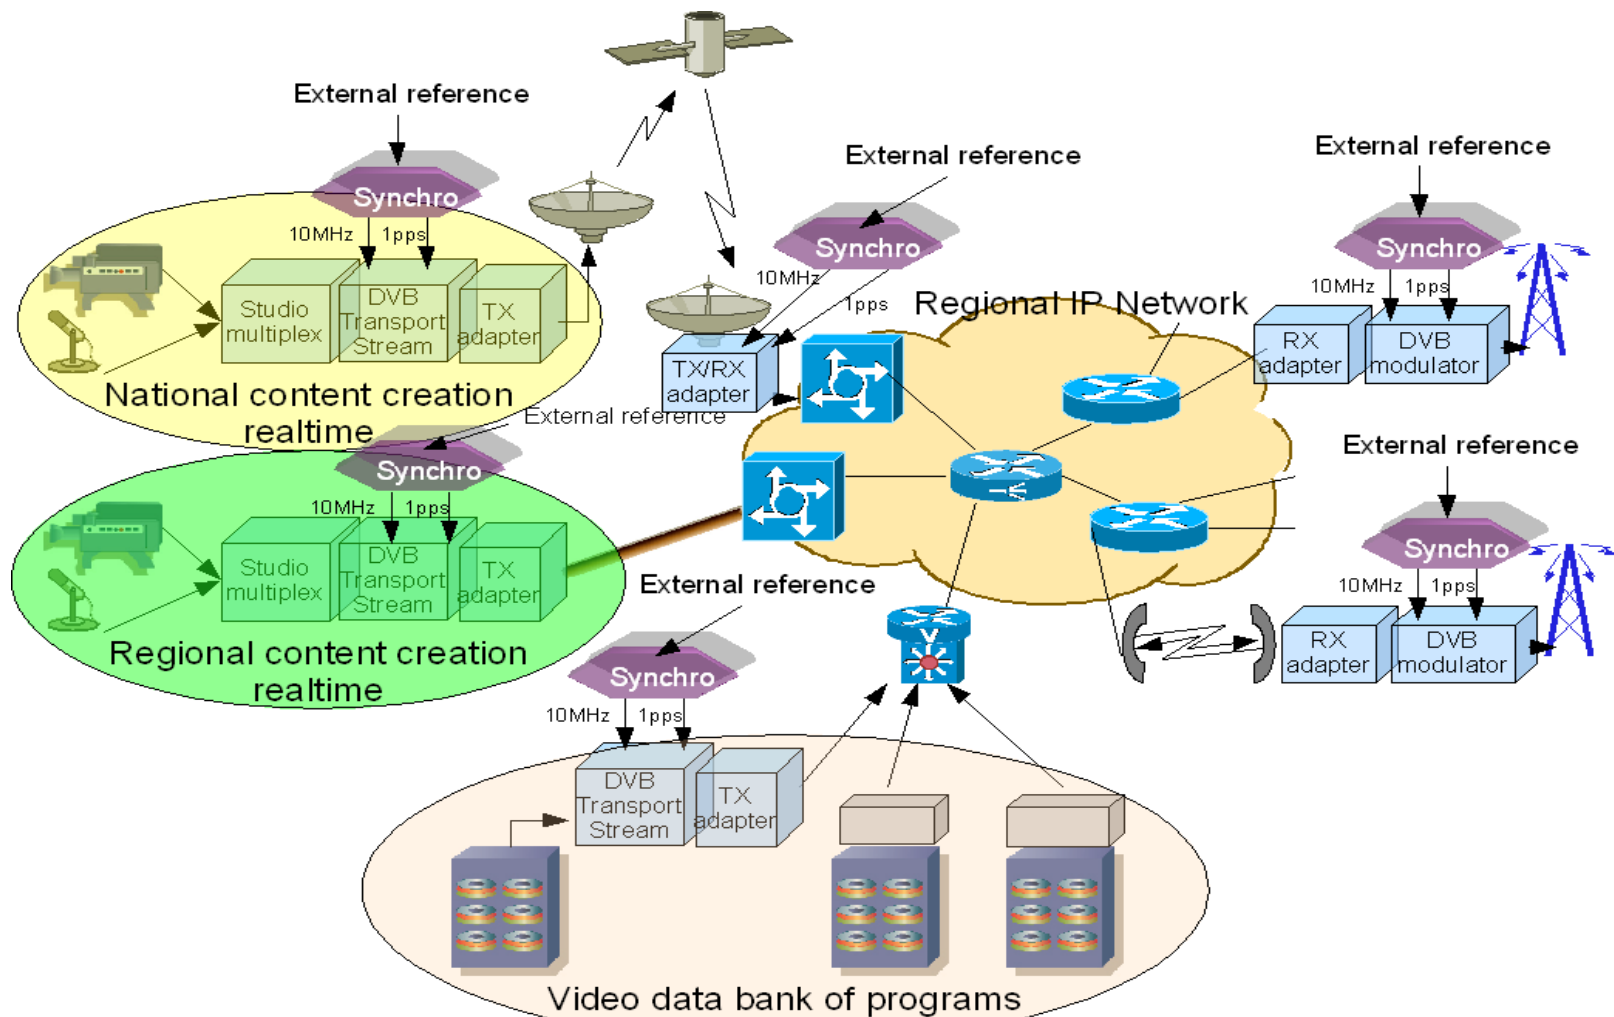 External reference
Synchro
10MHz
1pps
Studio
multiplex
DVB
Transport
Stream
TX
adapter
National content creation
realtime
External reference
Synchro
10MHz
1pps
TX/RX
adapter
Regional IP Network
External reference
Synchro
10MHz
1pps
RX
adapter
DVB
modulator
External reference
Synchro
10MHz
1pps
Studio
multiplex
DVB
Transport
Stream
TX
adapter
Regional content creation
realtime
External reference
Synchro
10MHz
1pps
RX
adapter
DVB
modulator
External reference
Synchro
10MHz
1pps
DVB
Transport
Stream
TX
adapter
Video data bank of programs